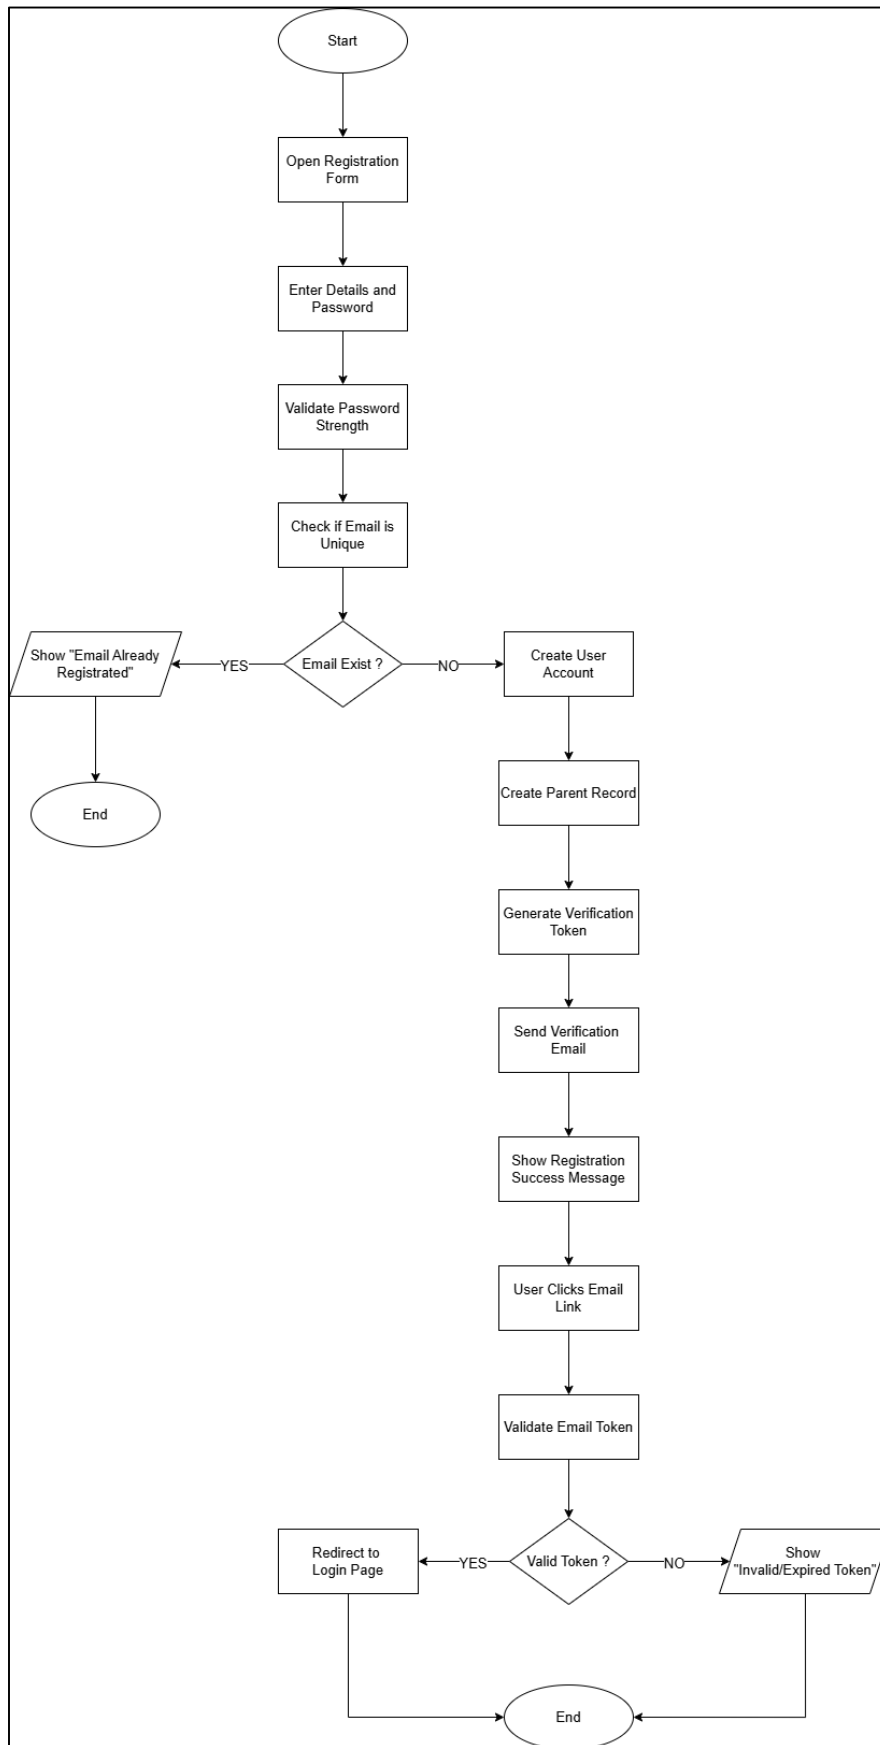 Start
Open Registration
Form
Enter Details and
Password
Validate Password
Strength
Check if Email is
Unique
Show "Email Already
Registrated"
YES
Email Exist ?
NO
Create User
Account
End
Create Parent Record
Generate Verification
Token
Send Verification
Email
Show Registration
Success Message
User Clicks Email
Link
Validate Email Token
Redirect to
Login Page
YES
Valid Token ?
NO
Show
"Invalid/Expired Token"
End